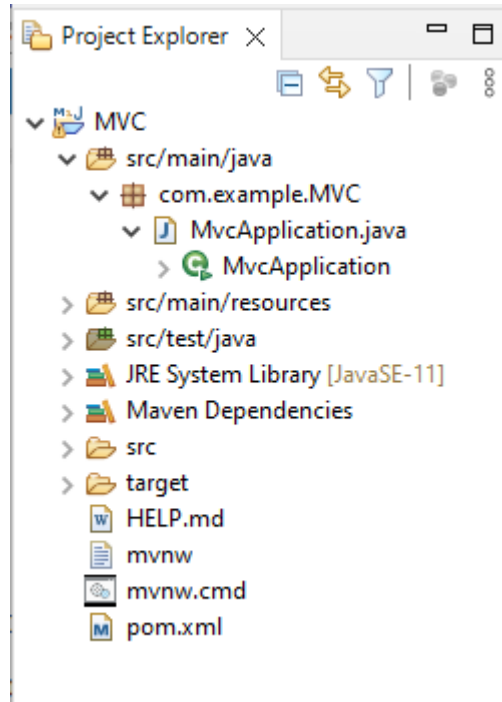 Project Explorer
MVC
src/main/java
com.example.MVC
MvcApplication.java
MvcApplication
src/main/resources
src/test/java
JRE System Library [JavaSE-11]
Maven Dependencies
src
target
HELP.md
mvnw
mvnw.cmd
pom.xml